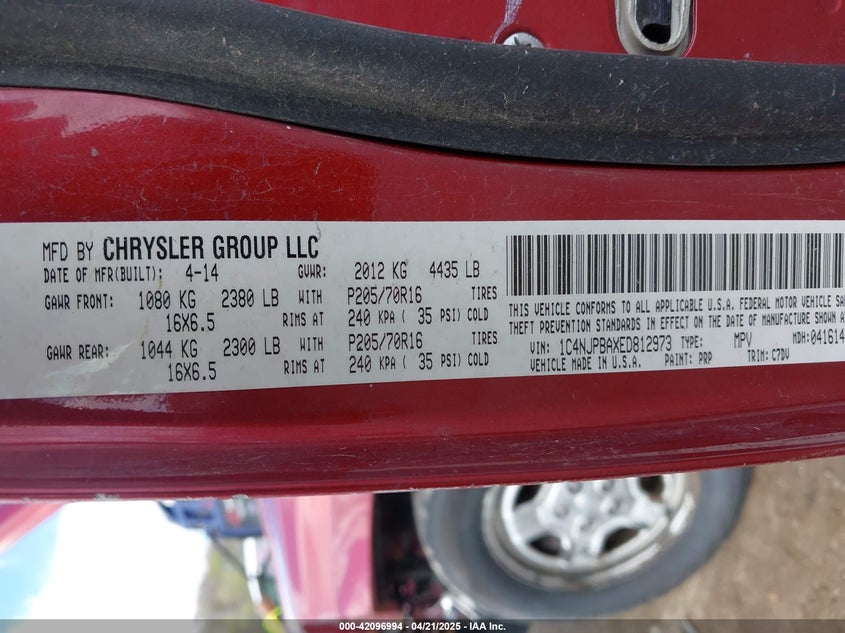 MFD BY CHRYSLER GROUP LLC
DATE OF MFR(BUILT): 4-14 GVWR: 2012 KG 4435 LB
GAWR FRONT: 1080 KG 2380 LB WITH P205/70R16 TIRES
16X6.5 RIMS AT 240 KPA ( 35 PSI) COLD
GAWR REAR: 1044 KG 2300 LB WITH P205/70R16 TIRES
16X6.5 RIMS AT 240 KPA ( 35 PSI) COLD
THIS VEHICLE CONFORMS TO ALL APPLICABLE U.S.A. FEDERAL MOTOR VEHICLE SA
THEFT PREVENTION STANDARDS IN EFFECT ON THE DATE OF MANUFACTURE SHOWN A
VIN: 1C4NJPBAXED812973 TYPE: MPV MDH:041614
VEHICLE MADE IN U.S.A. PAINT: PRP TRIM: C7DV
000-42096994 - 04/21/2025 - IAA Inc.